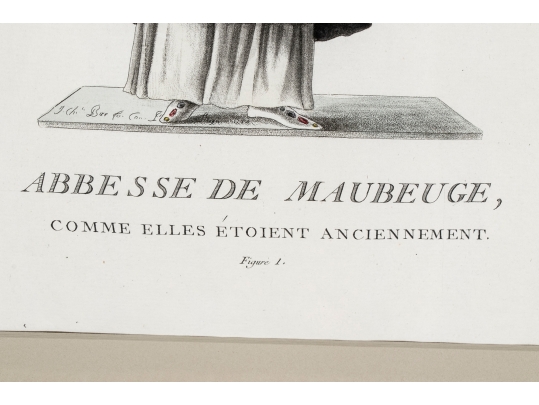 ABBESSE DE MAUBEUGE,
COMME ELLES ÉTOIENT ANCIENNEMENT.
Figure 1.